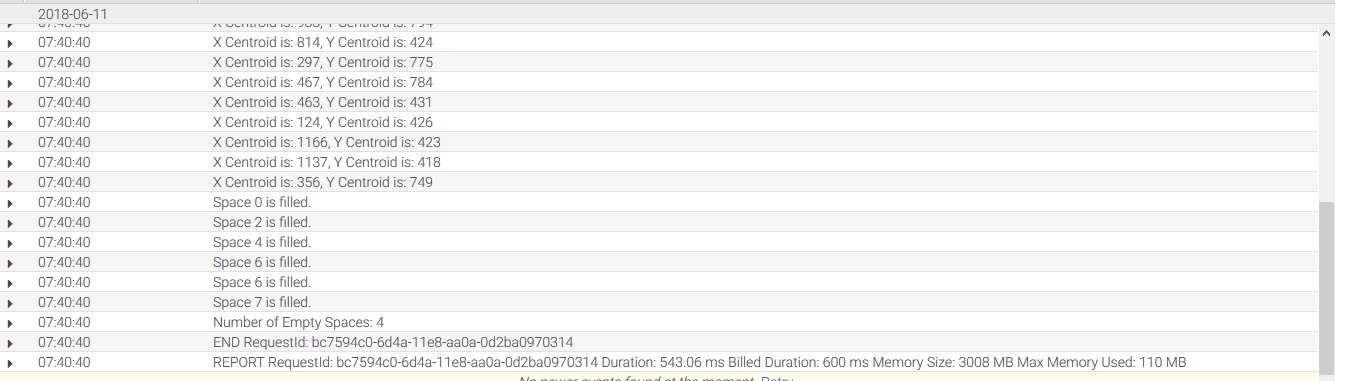 2018-06-11
07:40:40 X Centroid is: 988, Y Centroid is: 794
07:40:40 X Centroid is: 814, Y Centroid is: 424
07:40:40 X Centroid is: 297, Y Centroid is: 775
07:40:40 X Centroid is: 467, Y Centroid is: 784
07:40:40 X Centroid is: 463, Y Centroid is: 431
07:40:40 X Centroid is: 124, Y Centroid is: 426
07:40:40 X Centroid is: 1166, Y Centroid is: 423
07:40:40 X Centroid is: 1137, Y Centroid is: 418
07:40:40 X Centroid is: 356, Y Centroid is: 749
07:40:40 Space 0 is filled.
07:40:40 Space 2 is filled.
07:40:40 Space 4 is filled.
07:40:40 Space 6 is filled.
07:40:40 Space 6 is filled.
07:40:40 Space 7 is filled.
07:40:40 Number of Empty Spaces: 4
07:40:40 END RequestId: bc7594c0-6d4a-11e8-aa0a-0d2ba0970314
07:40:40 REPORT RequestId: bc7594c0-6d4a-11e8-aa0a-0d2ba0970314 Duration: 543.06 ms Billed Duration: 600 ms Memory Size: 3008 MB Max Memory Used: 110 MB
No newer events found at the moment. Retry.